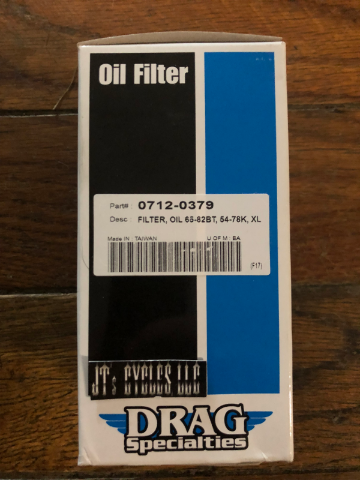 Oil Filter
Part# 0712-0379
Desc FILTER, OIL 65-82BT, 54-78K, XL
Made IN TAIWAN U OF M EA
(F17)
JT's CYCLES LLC
DRAG
Specialties